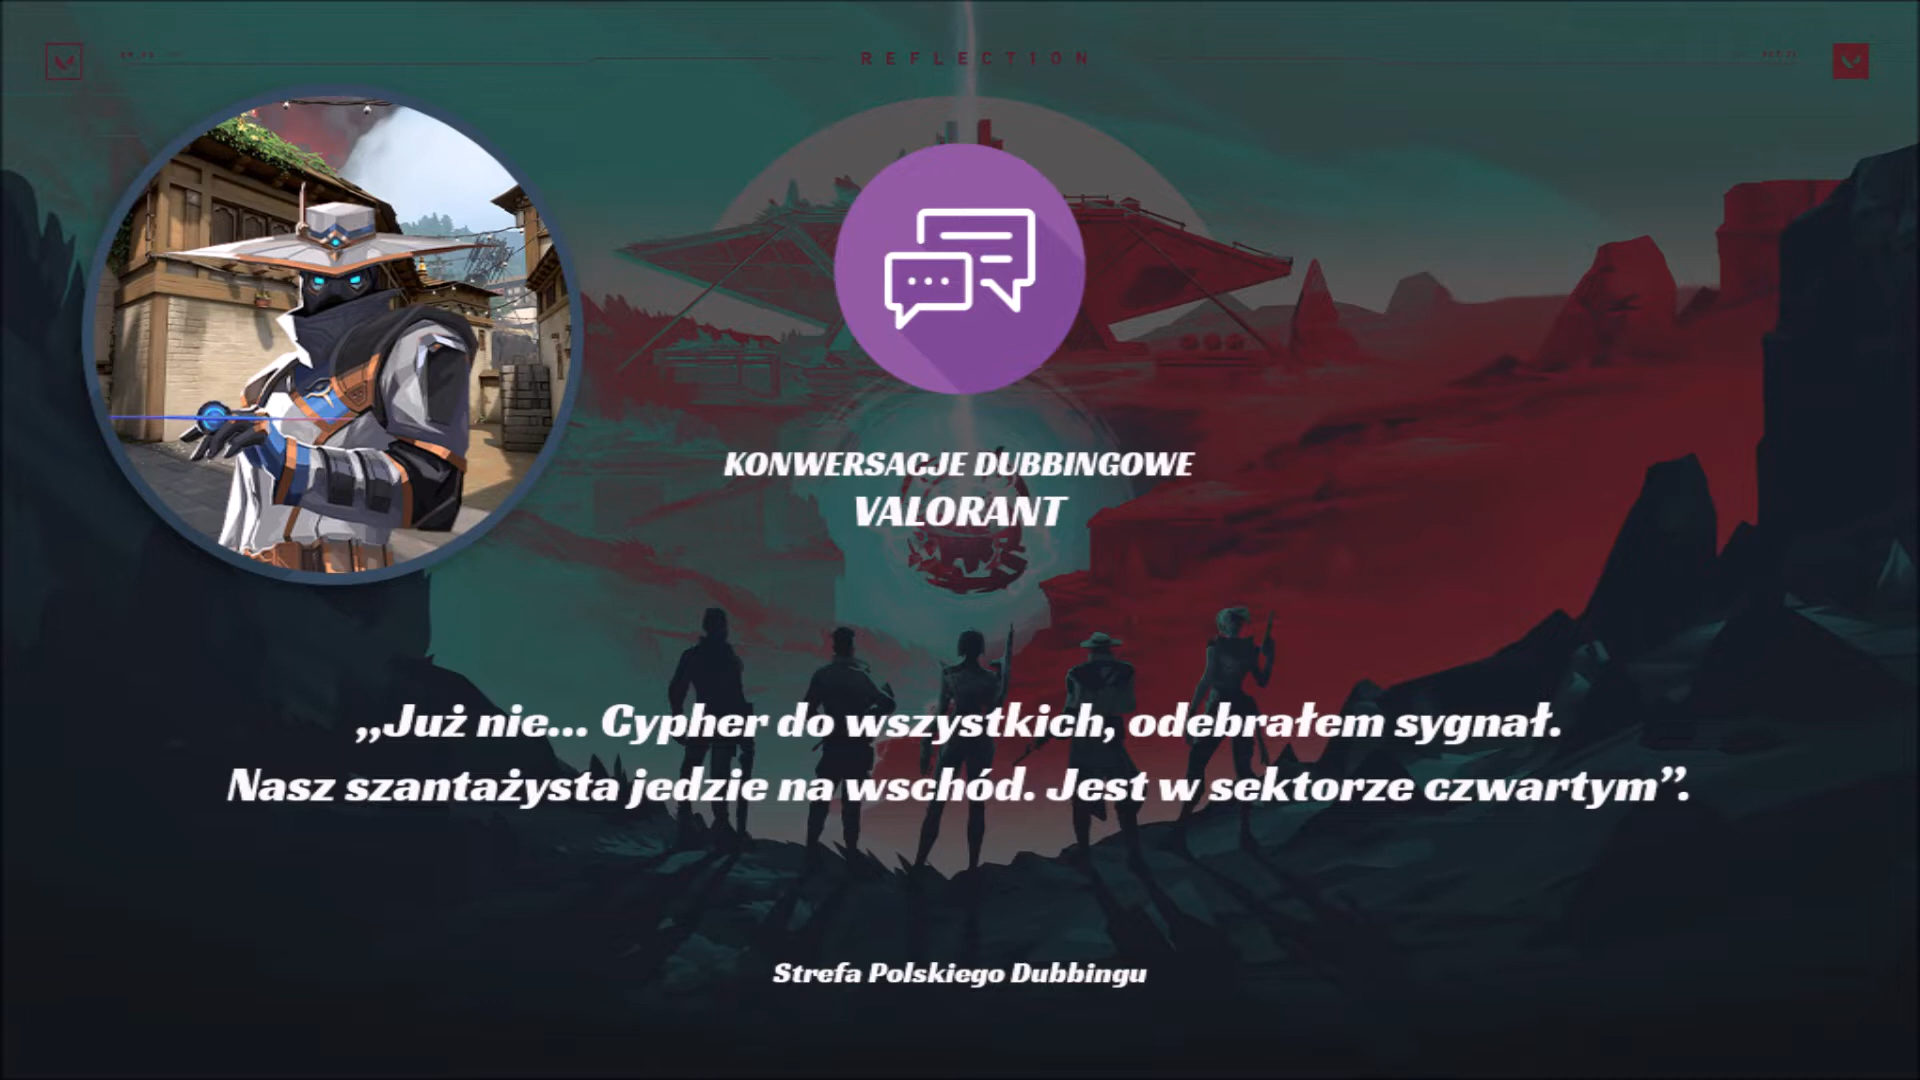 REFLECTION
KONWERSACJE DUBBINGOWE
VALORANT
„Już nie... Cypher do wszystkich, odebrałem sygnał.
Nasz szantażysta jedzie na wschód. Jest w sektorze czwartym”.
Strefa Polskiego Dubbingu